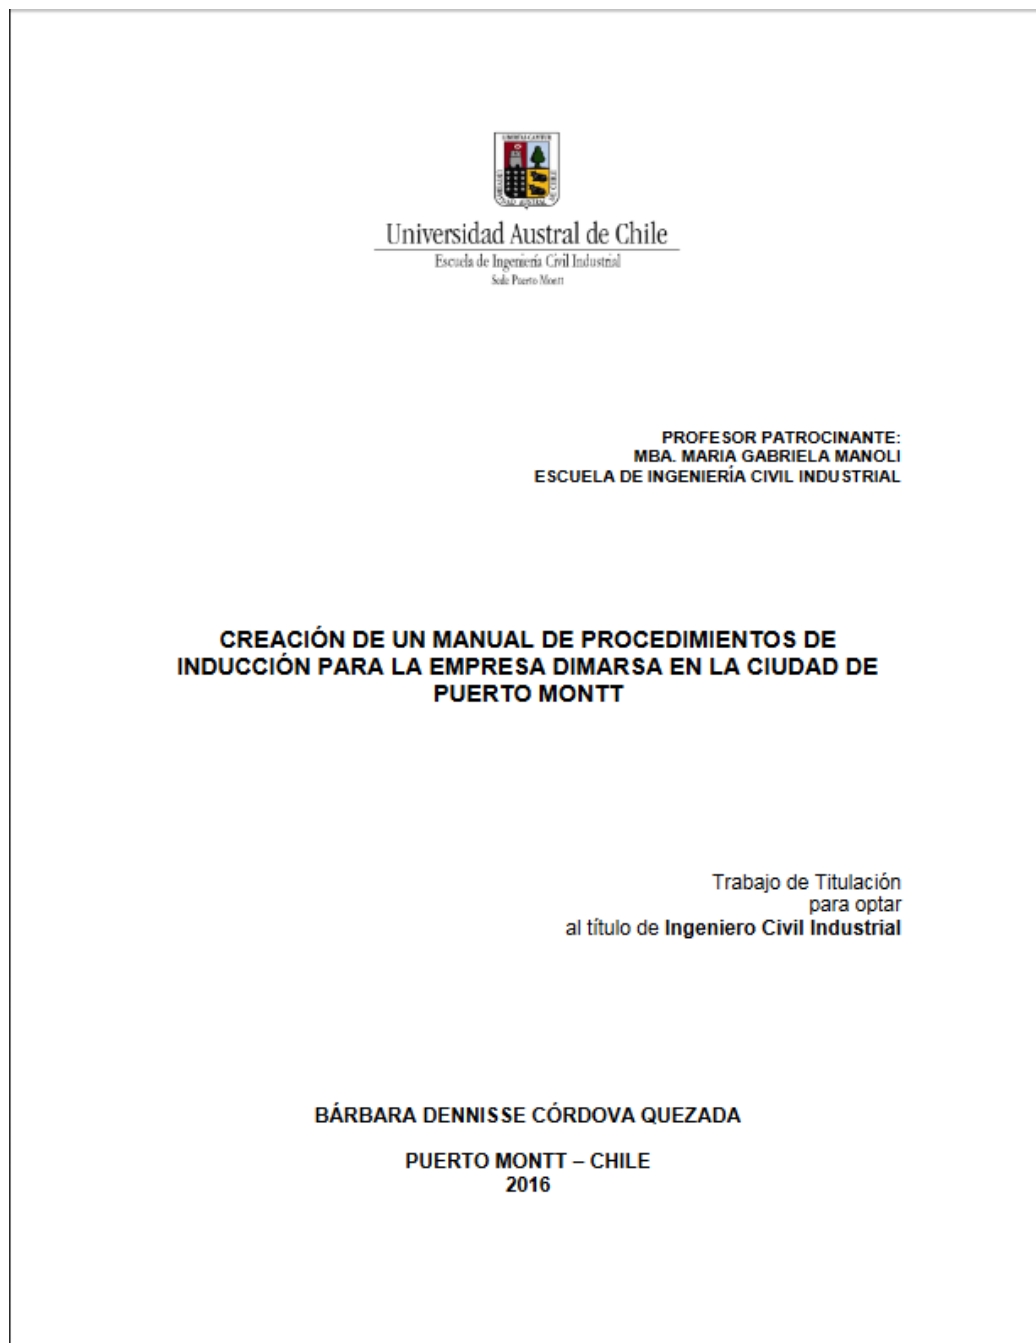 Universidad Austral de Chile
Escuela de Ingeniería Civil Industrial
Sede Puerto Montt
PROFESOR PATROCINANTE:
MBA. MARIA GABRIELA MANOLI
ESCUELA DE INGENIERÍA CIVIL INDUSTRIAL
CREACIÓN DE UN MANUAL DE PROCEDIMIENTOS DE
INDUCCIÓN PARA LA EMPRESA DIMARSA EN LA CIUDAD DE
PUERTO MONTT
Trabajo de Titulación
para optar
al título de Ingeniero Civil Industrial
BÁRBARA DENNISSE CÓRDOVA QUEZADA
PUERTO MONTT – CHILE
2016